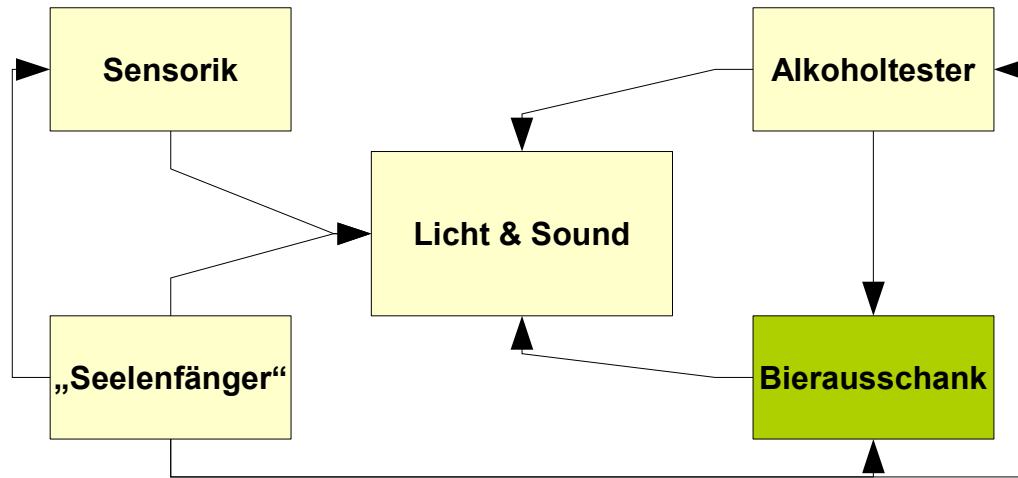 Sensorik
Alkoholtester
Licht & Sound
„Seelenfänger“
Bierausschank